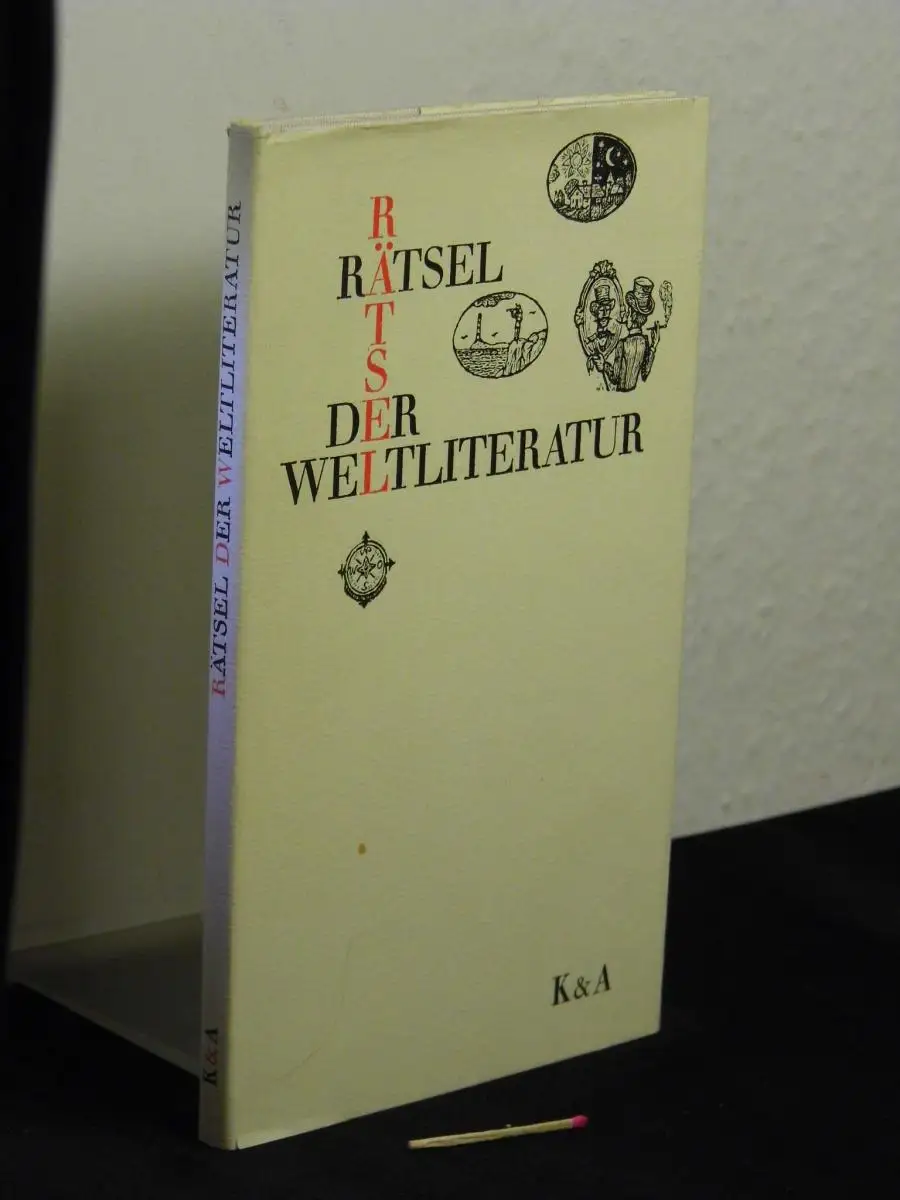 RÄTSEL
RÄTSEL
DER
WELTLITERATUR
K & A
RÄTSEL DER WELTLITERATUR
K & A